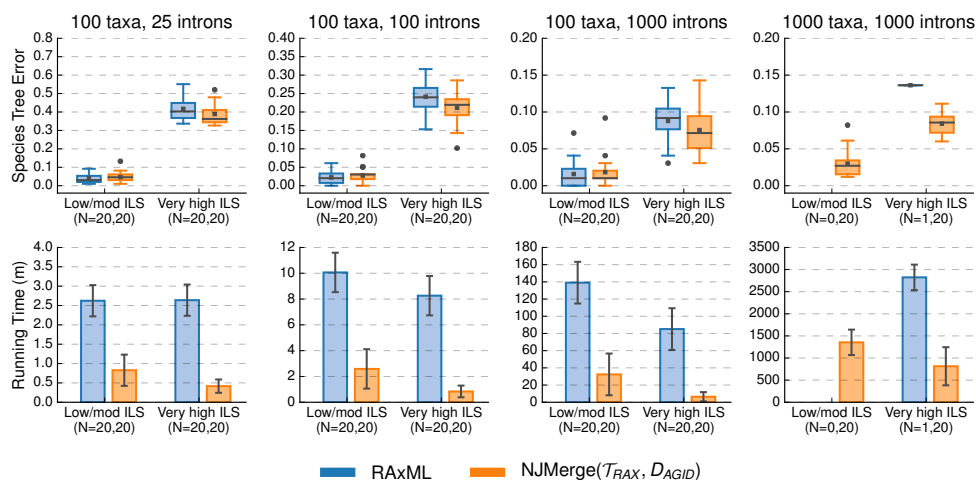 100 taxa, 25 introns
100 taxa, 100 introns
100 taxa, 1000 introns
1000 taxa, 1000 introns
Species Tree Error
0.8
0.7
0.6
0.5
0.4
0.3
0.2
0.1
0.0
Low/mod ILS
(N=20,20)
Very high ILS
(N=20,20)
0.40
0.35
0.30
0.25
0.20
0.15
0.10
0.05
0.00
Low/mod ILS
(N=20,20)
Very high ILS
(N=20,20)
0.20
0.15
0.10
0.05
0.00
Low/mod ILS
(N=20,20)
Very high ILS
(N=20,20)
0.20
0.15
0.10
0.05
0.00
Low/mod ILS
(N=0,20)
Very high ILS
(N=1,20)
Running Time (m)
4.0
3.5
3.0
2.5
2.0
1.5
1.0
0.5
0.0
Low/mod ILS
(N=20,20)
Very high ILS
(N=20,20)
12
10
8
6
4
2
0
Low/mod ILS
(N=20,20)
Very high ILS
(N=20,20)
180
160
140
120
100
80
60
40
20
0
Low/mod ILS
(N=20,20)
Very high ILS
(N=20,20)
3500
3000
2500
2000
1500
1000
500
0
Low/mod ILS
(N=0,20)
Very high ILS
(N=1,20)
RAxML
NJMerge(T_RAX, D_AGID)